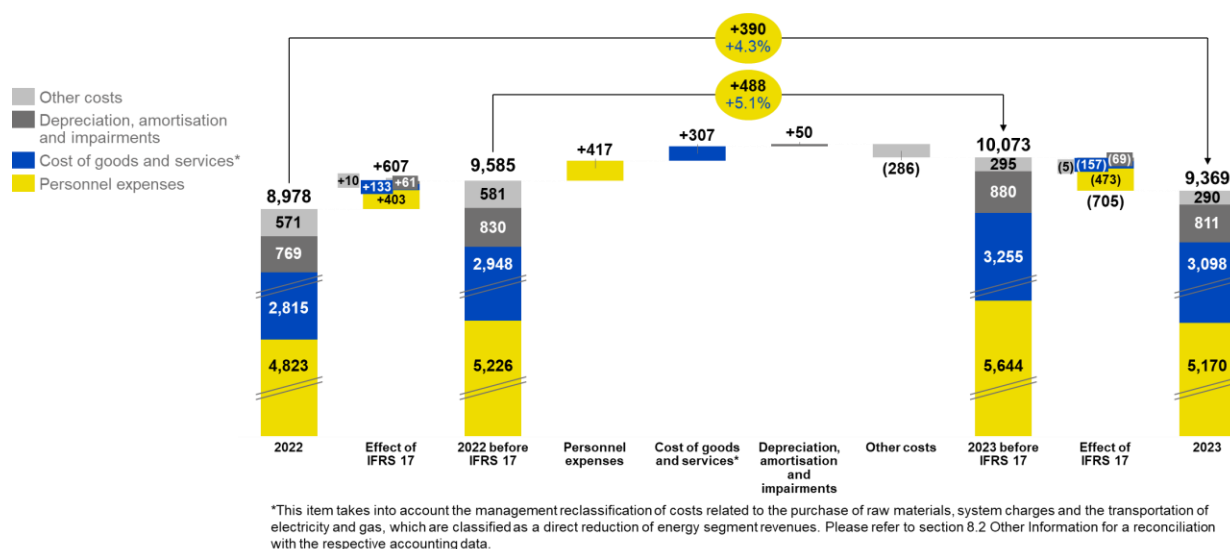 +390
+4.3%
+488
+5.1%
Other costs
Depreciation, amortisation
and impairments
Cost of goods and services*
Personnel expenses
8,978
571
769
2,815
4,823
+607
+10
+133
+61
+403
9,585
581
830
2,948
5,226
+417
+307
+50
(286)
10,073
295
880
3,255
5,644
(5)
(157)
(69)
(473)
(705)
9,369
290
811
3,098
5,170
2022
Effect of
IFRS 17
2022 before
IFRS 17
Personnel
expenses
Cost of goods
and services*
Depreciation,
amortisation
and
impairments
Other costs
2023 before
IFRS 17
Effect of
IFRS 17
2023
*This item takes into account the management reclassification of costs related to the purchase of raw materials, system charges and the transportation of
electricity and gas, which are classified as a direct reduction of energy segment revenues. Please refer to section 8.2 Other Information for a reconciliation
with the respective accounting data.